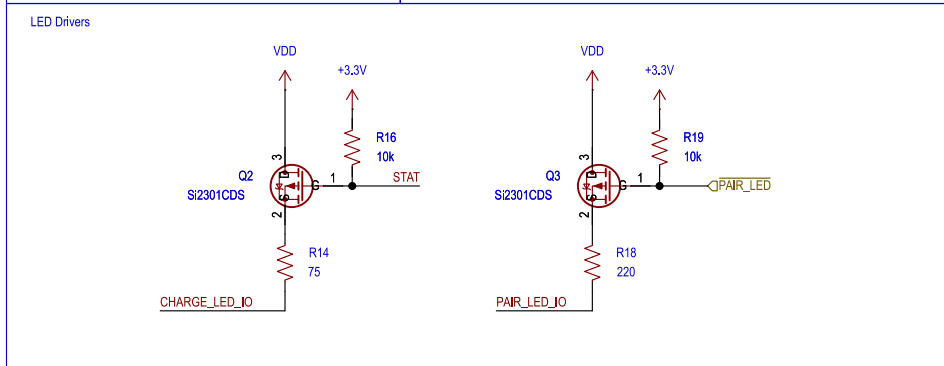 LED Drivers
VDD
+3.3V
R16
10k
3
D
Q2
Si2301CDS
G
1
STAT
S
2
R14
75
CHARGE_LED_IO
VDD
+3.3V
R19
10k
3
D
Q3
Si2301CDS
G
1
PAIR_LED
S
2
R18
220
PAIR_LED_IO